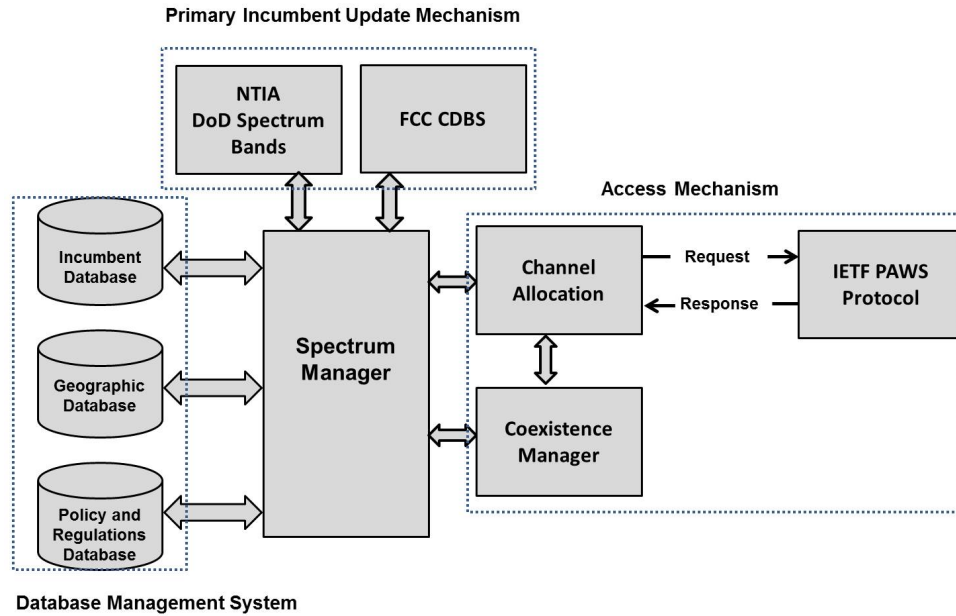 Primary Incumbent Update Mechanism
NTIA
DoD Spectrum
Bands
FCC CDBS
Access Mechanism
Incumbent
Database
Channel
Allocation
Request
Response
IETF PAWS
Protocol
Spectrum
Manager
Geographic
Database
Coexistence
Manager
Policy and
Regulations
Database
Database Management System